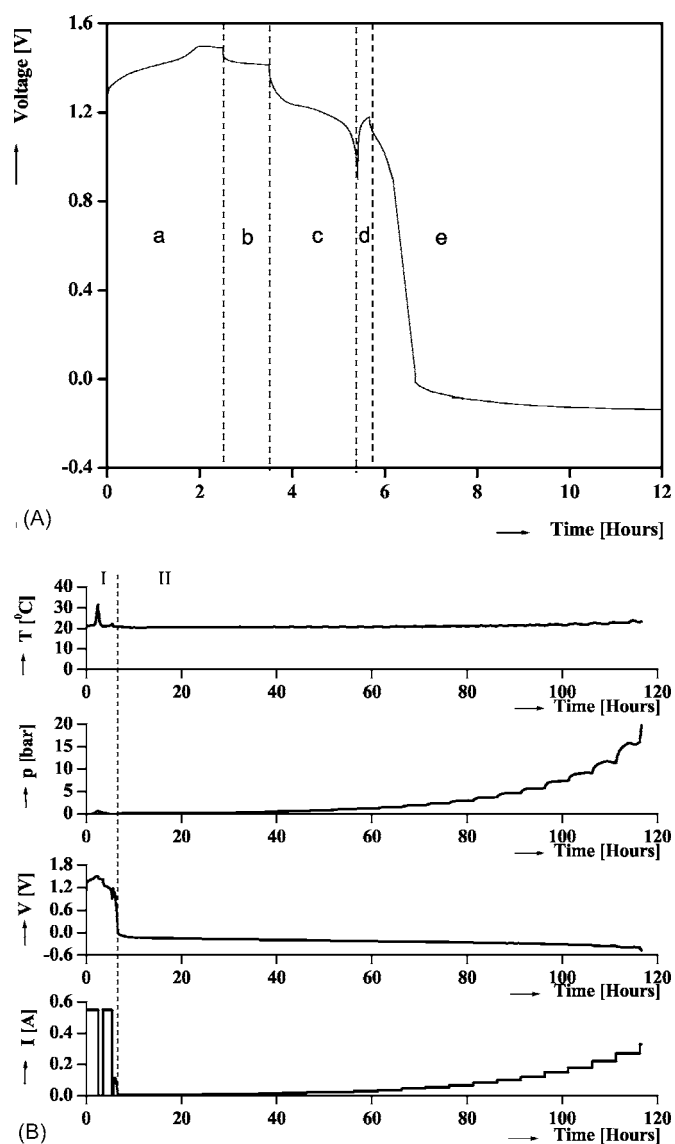 1.6
1.2
0.8
0.4
0.0
-0.4
Voltage [V]
a b c d e
0 2 4 6 8 10 12
(A) Time [Hours]
I II
40
30
20
10
0
T [⁰C]
0 20 40 60 80 100 120
Time [Hours]
20
15
10
5
0
p [bar]
0 20 40 60 80 100 120
Time [Hours]
1.8
1.2
0.6
0.0
-0.6
V [V]
0 20 40 60 80 100 120
Time [Hours]
0.6
0.4
0.2
0.0
I [A]
0 20 40 60 80 100 120
(B) Time [Hours]